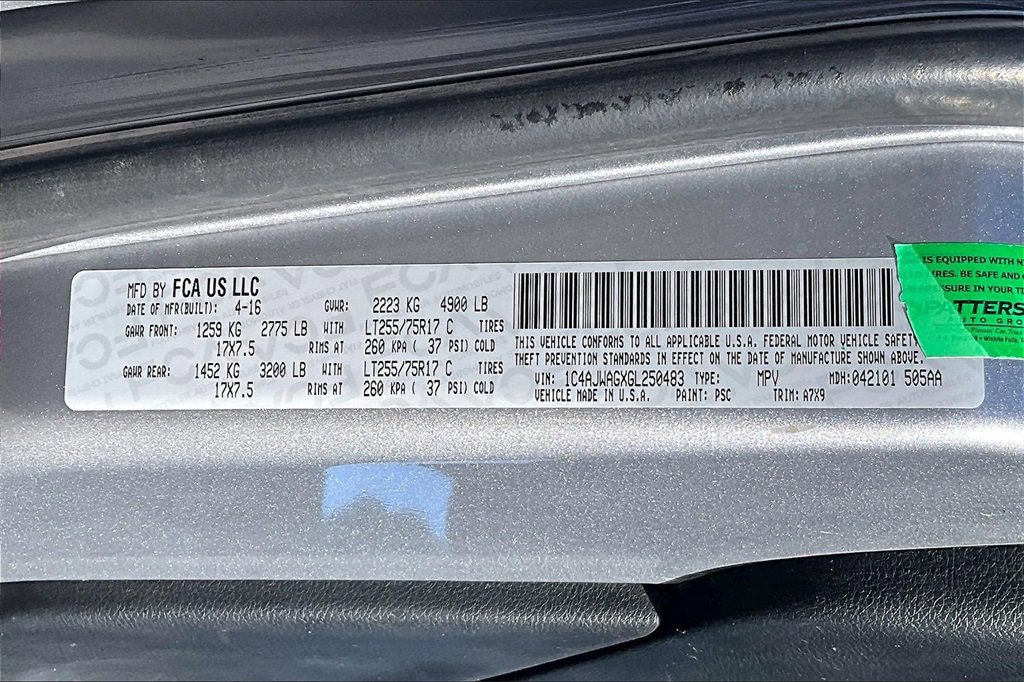 MFD BY FCA US LLC
DATE OF MFR(BUILT) 4-16 GVWR: 2223 KG 4900 LB
GAWR FRONT: 1259 KG 2775 LB WITH LT255/75R17 C TIRES
17X7.5 RIMS AT 260 KPA ( 37 PSI) COLD
GAWR REAR: 1452 KG 3200 LB WITH LT255/75R17 C TIRES
17X7.5 RIMS AT 260 KPA ( 37 PSI) COLD
THIS VEHICLE CONFORMS TO ALL APPLICABLE U.S.A. FEDERAL MOTOR VEHICLE SAFETY
THEFT PREVENTION STANDARDS IN EFFECT ON THE DATE OF MANUFACTURE SHOWN ABOVE.
VIN: 1C4AJWAGXGL250483 TYPE: MPV MDH:042101 505AA
VEHICLE MADE IN U.S.A. PAINT: PSC TRIM: A7X9
IS EQUIPPED WITH
BE SAFE AND
PRESSURE IN YOUR
PATTERS
AUTO GRO
Wichita Falls,